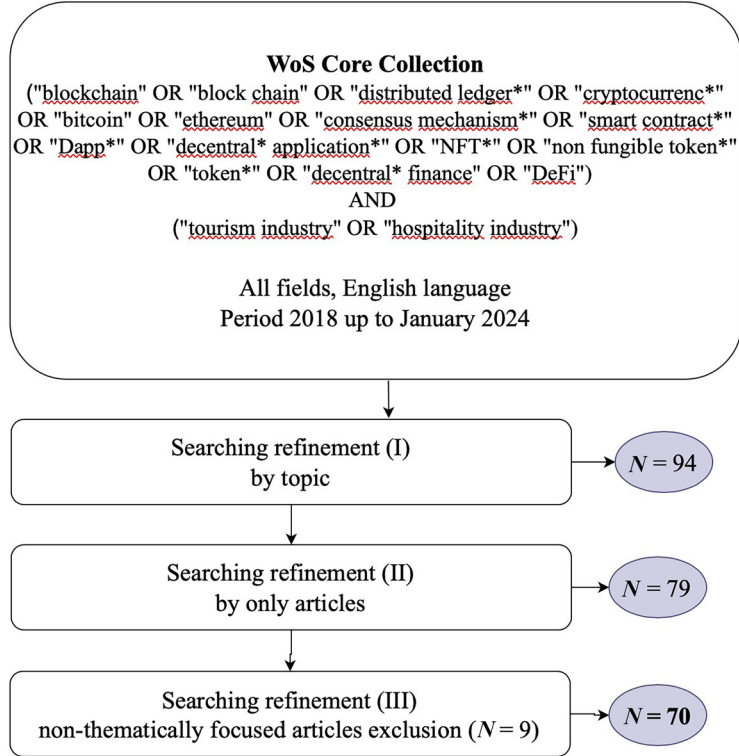 WoS Core Collection
("blockchain" OR "block chain" OR "distributed ledger*" OR "cryptocurrenc*"
OR "bitcoin" OR "ethereum" OR "consensus mechanism*" OR "smart contract*"
OR "Dapp*" OR "decentral* application*" OR "NFT*" OR "non fungible token*"
OR "token*" OR "decentral* finance" OR "DeFi")
AND
("tourism industry" OR "hospitality industry")
All fields, English language
Period 2018 up to January 2024
Searching refinement (I)
by topic
N = 94
Searching refinement (II)
by only articles
N = 79
Searching refinement (III)
non-thematically focused articles exclusion (N = 9)
N = 70